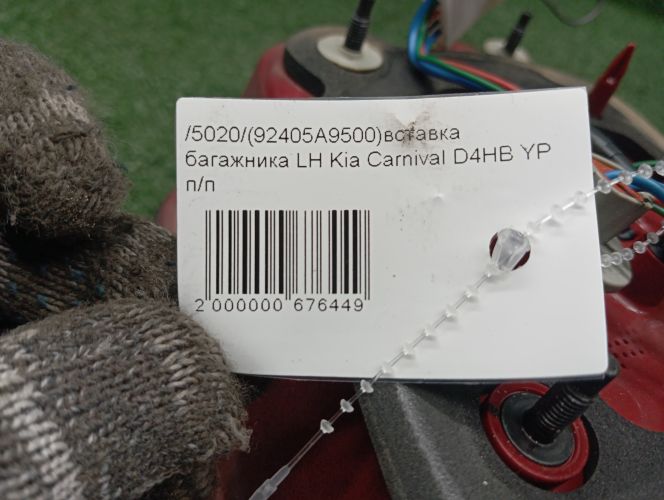 /5020/(92405A9500)вставка
багажника LH Kia Carnival D4HB YP
п/п
2 000000 676449